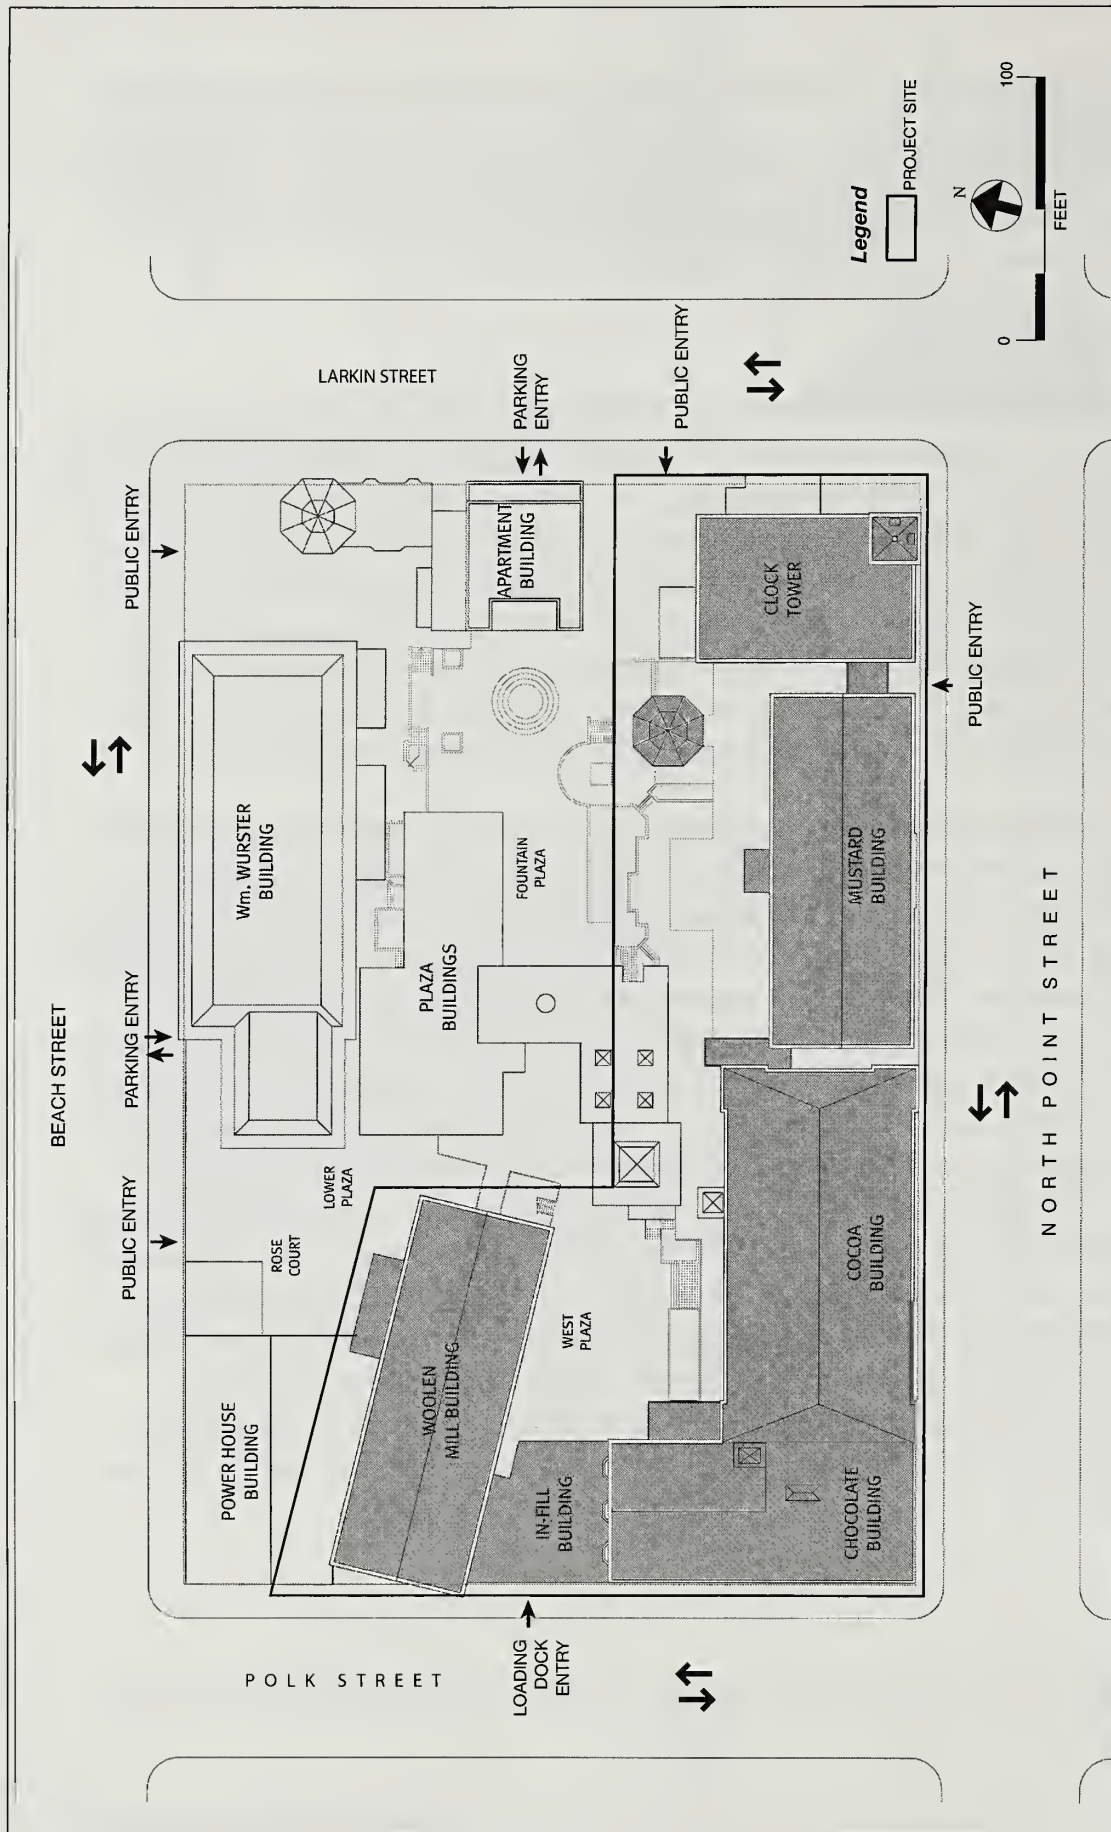 BEACH STREET
PUBLIC ENTRY
PARKING ENTRY
PUBLIC ENTRY
POWER HOUSE
BUILDING
ROSE
COURT
LOWER
PLAZA
Wm. WURSTER
BUILDING
WOOLEN
MILL BUILDING
PLAZA
BUILDINGS
FOUNTAIN
PLAZA
APARTMENT
BUILDING
LARKIN STREET
PARKING
ENTRY
PUBLIC ENTRY
POLK STREET
LOADING
DOCK
ENTRY
IN-FILL
BUILDING
WEST
PLAZA
CHOCOLATE
BUILDING
COCOA
BUILDING
MUSTARD
BUILDING
CLOCK
TOWER
PUBLIC ENTRY
NORTH POINT STREET
Legend
PROJECT SITE
N
0
100
FEET